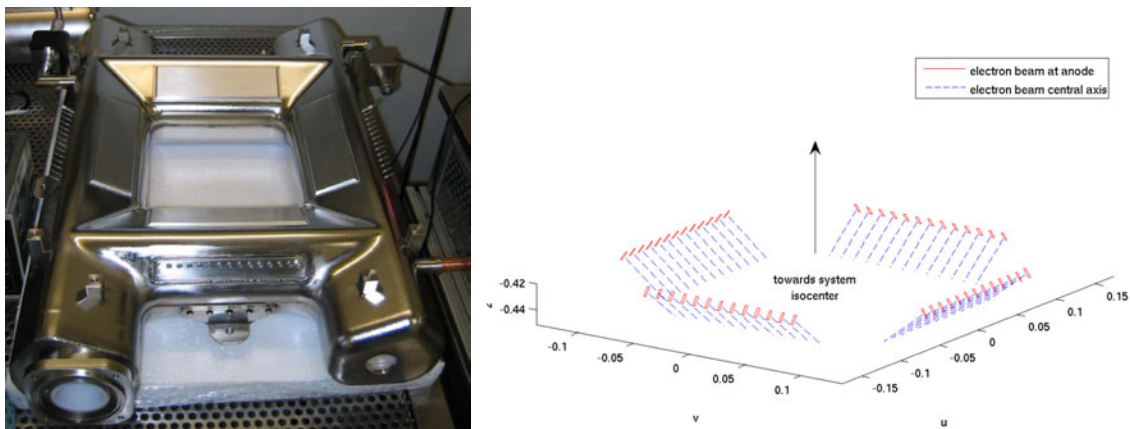 electron beam at anode
electron beam central axis
towards system
isocenter
-0.42
-0.44
z
-0.1
-0.05
0
0.05
0.1
v
-0.15
-0.1
-0.05
0
0.05
0.1
0.15
u